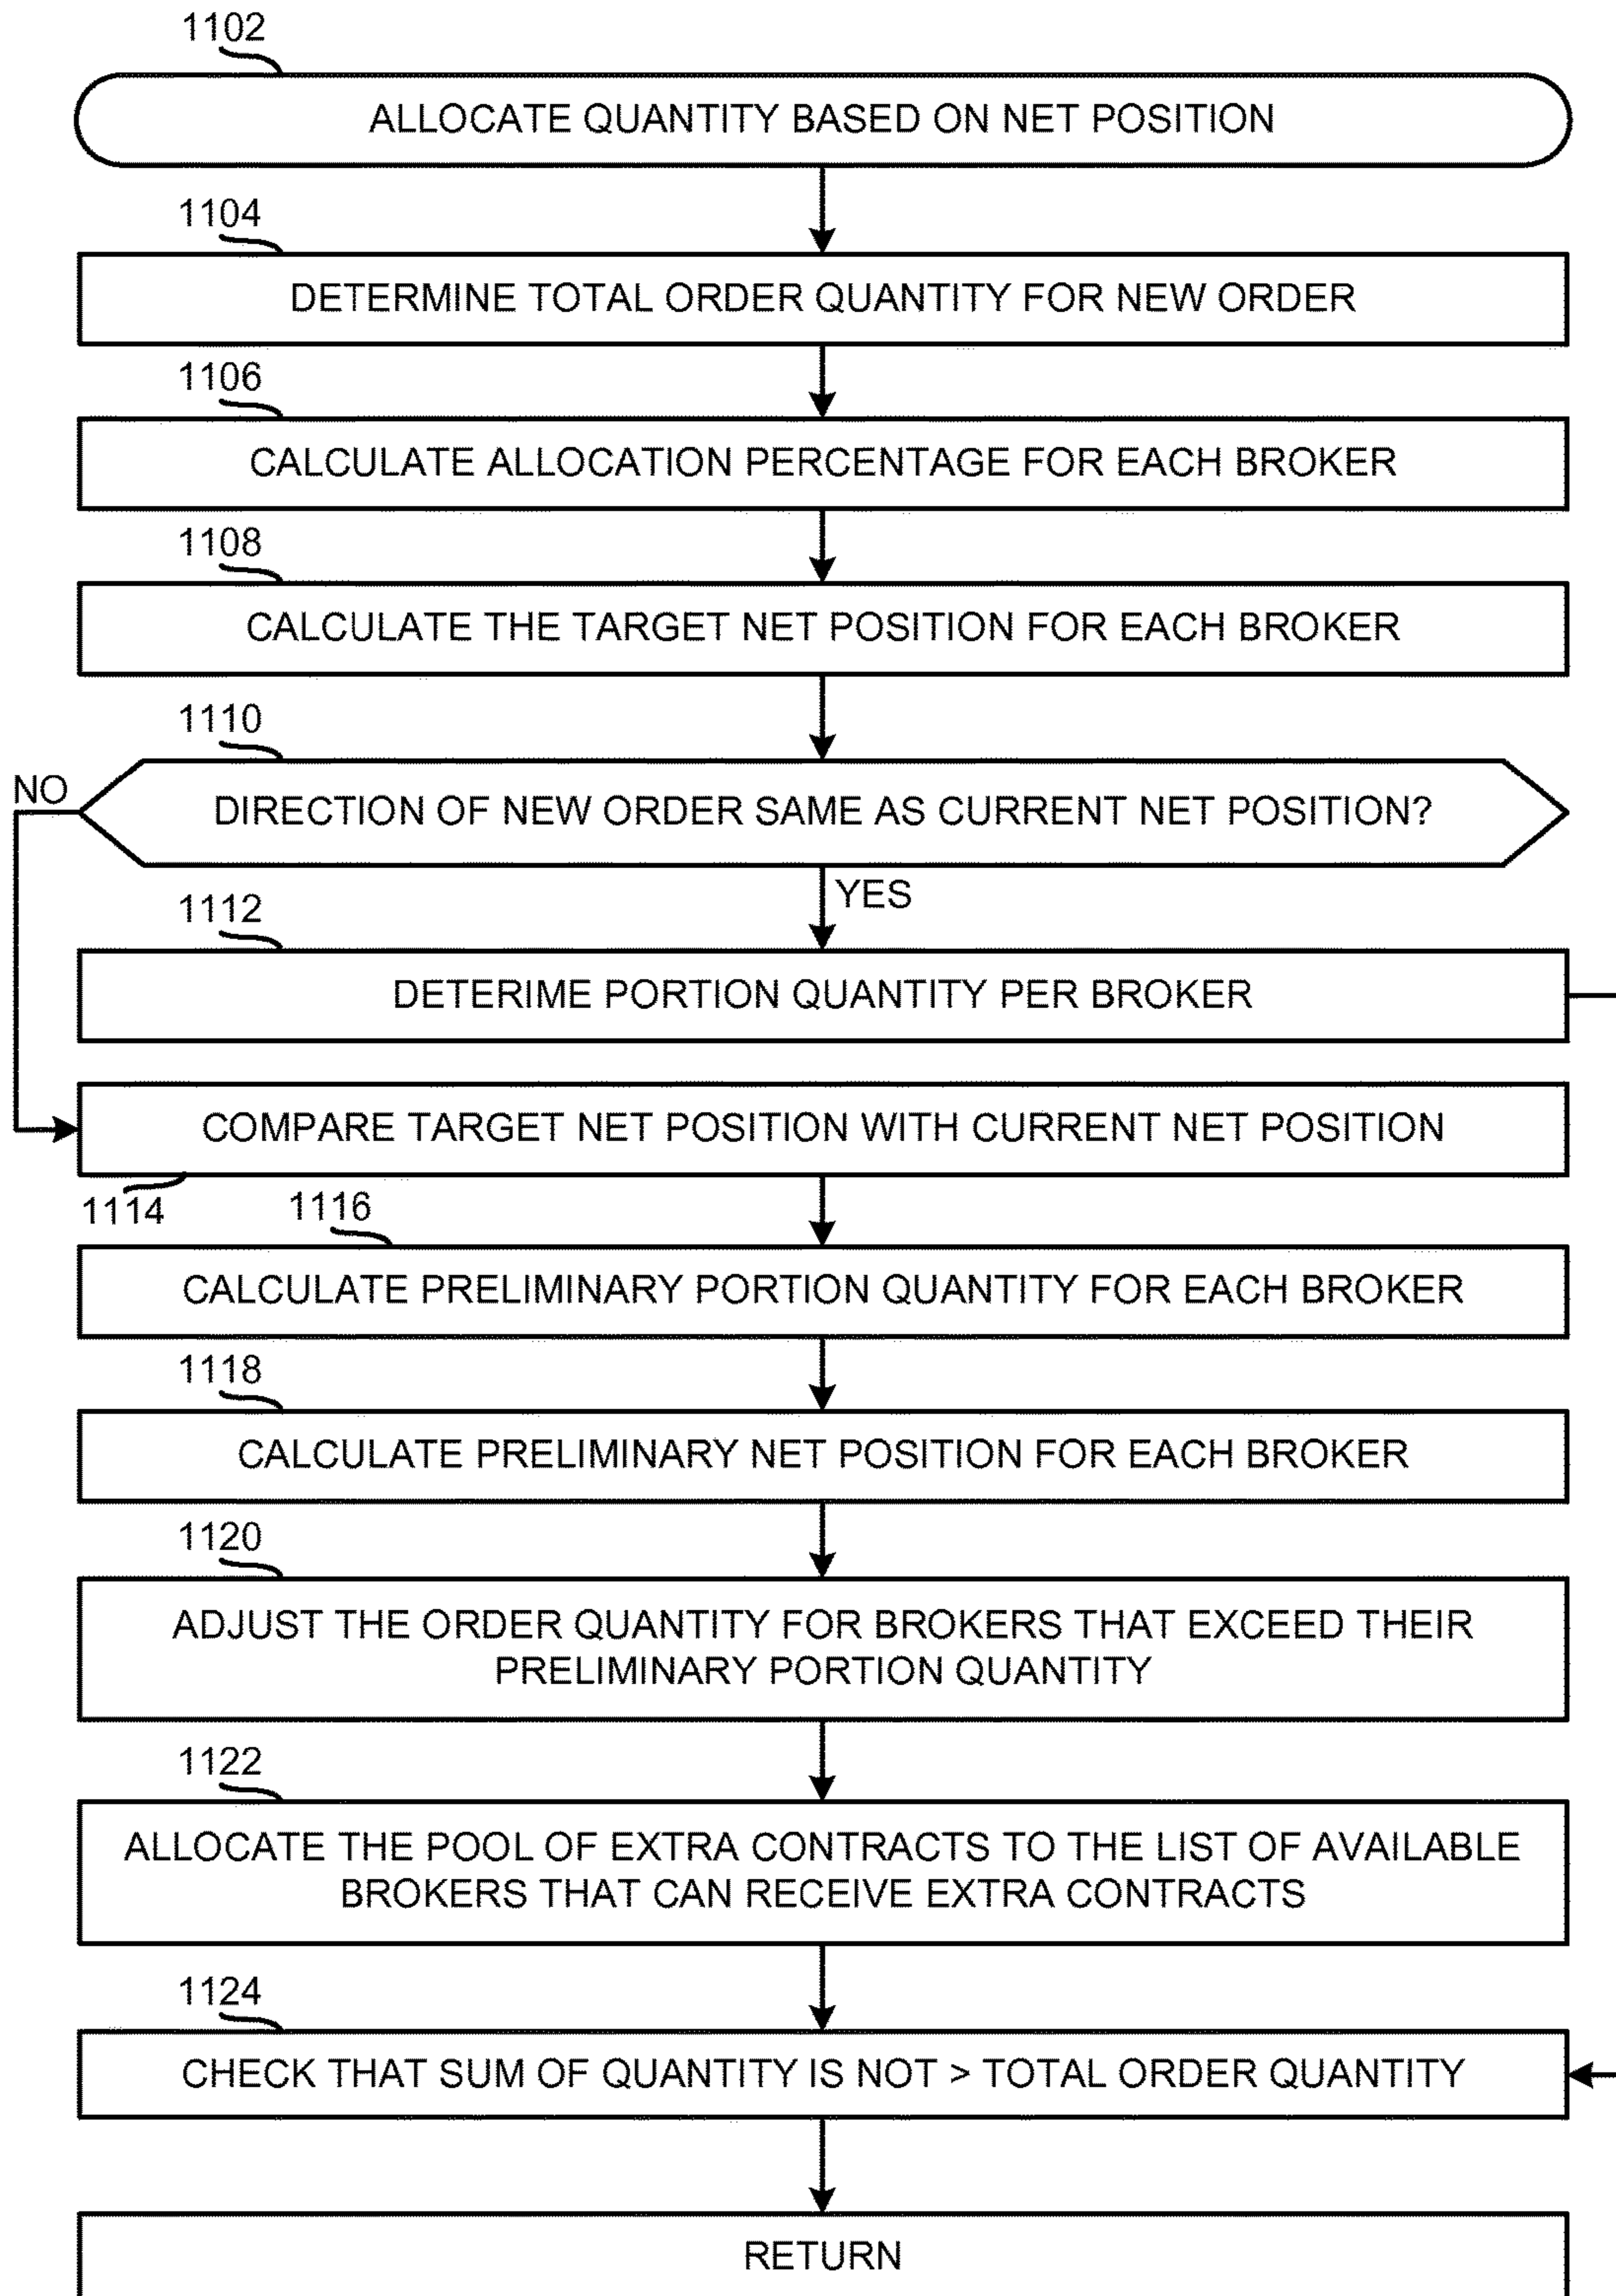 1102
ALLOCATE QUANTITY BASED ON NET POSITION
1104
DETERMINE TOTAL ORDER QUANTITY FOR NEW ORDER
1106
CALCULATE ALLOCATION PERCENTAGE FOR EACH BROKER
1108
CALCULATE THE TARGET NET POSITION FOR EACH BROKER
1110
NO
DIRECTION OF NEW ORDER SAME AS CURRENT NET POSITION?
YES
1112
DETERIME PORTION QUANTITY PER BROKER
COMPARE TARGET NET POSITION WITH CURRENT NET POSITION
1114
1116
CALCULATE PRELIMINARY PORTION QUANTITY FOR EACH BROKER
1118
CALCULATE PRELIMINARY NET POSITION FOR EACH BROKER
1120
ADJUST THE ORDER QUANTITY FOR BROKERS THAT EXCEED THEIR
PRELIMINARY PORTION QUANTITY
1122
ALLOCATE THE POOL OF EXTRA CONTRACTS TO THE LIST OF AVAILABLE
BROKERS THAT CAN RECEIVE EXTRA CONTRACTS
1124
CHECK THAT SUM OF QUANTITY IS NOT > TOTAL ORDER QUANTITY
RETURN